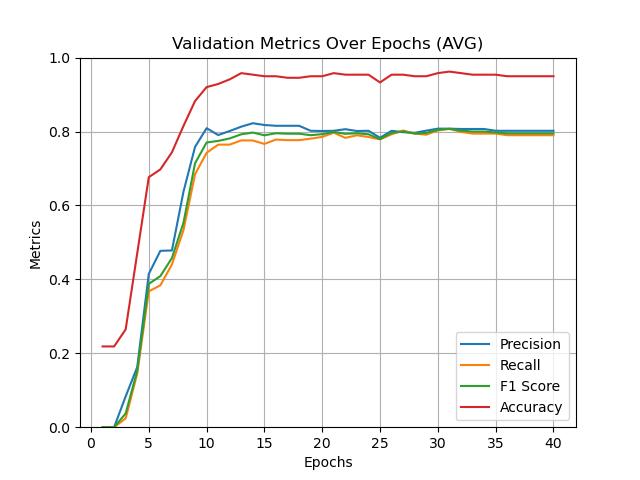 Validation Metrics Over Epochs (AVG)
1.0
0.8
0.6
0.4
0.2
0.0
Metrics
0 5 10 15 20 25 30 35 40
Epochs
Precision
Recall
F1 Score
Accuracy